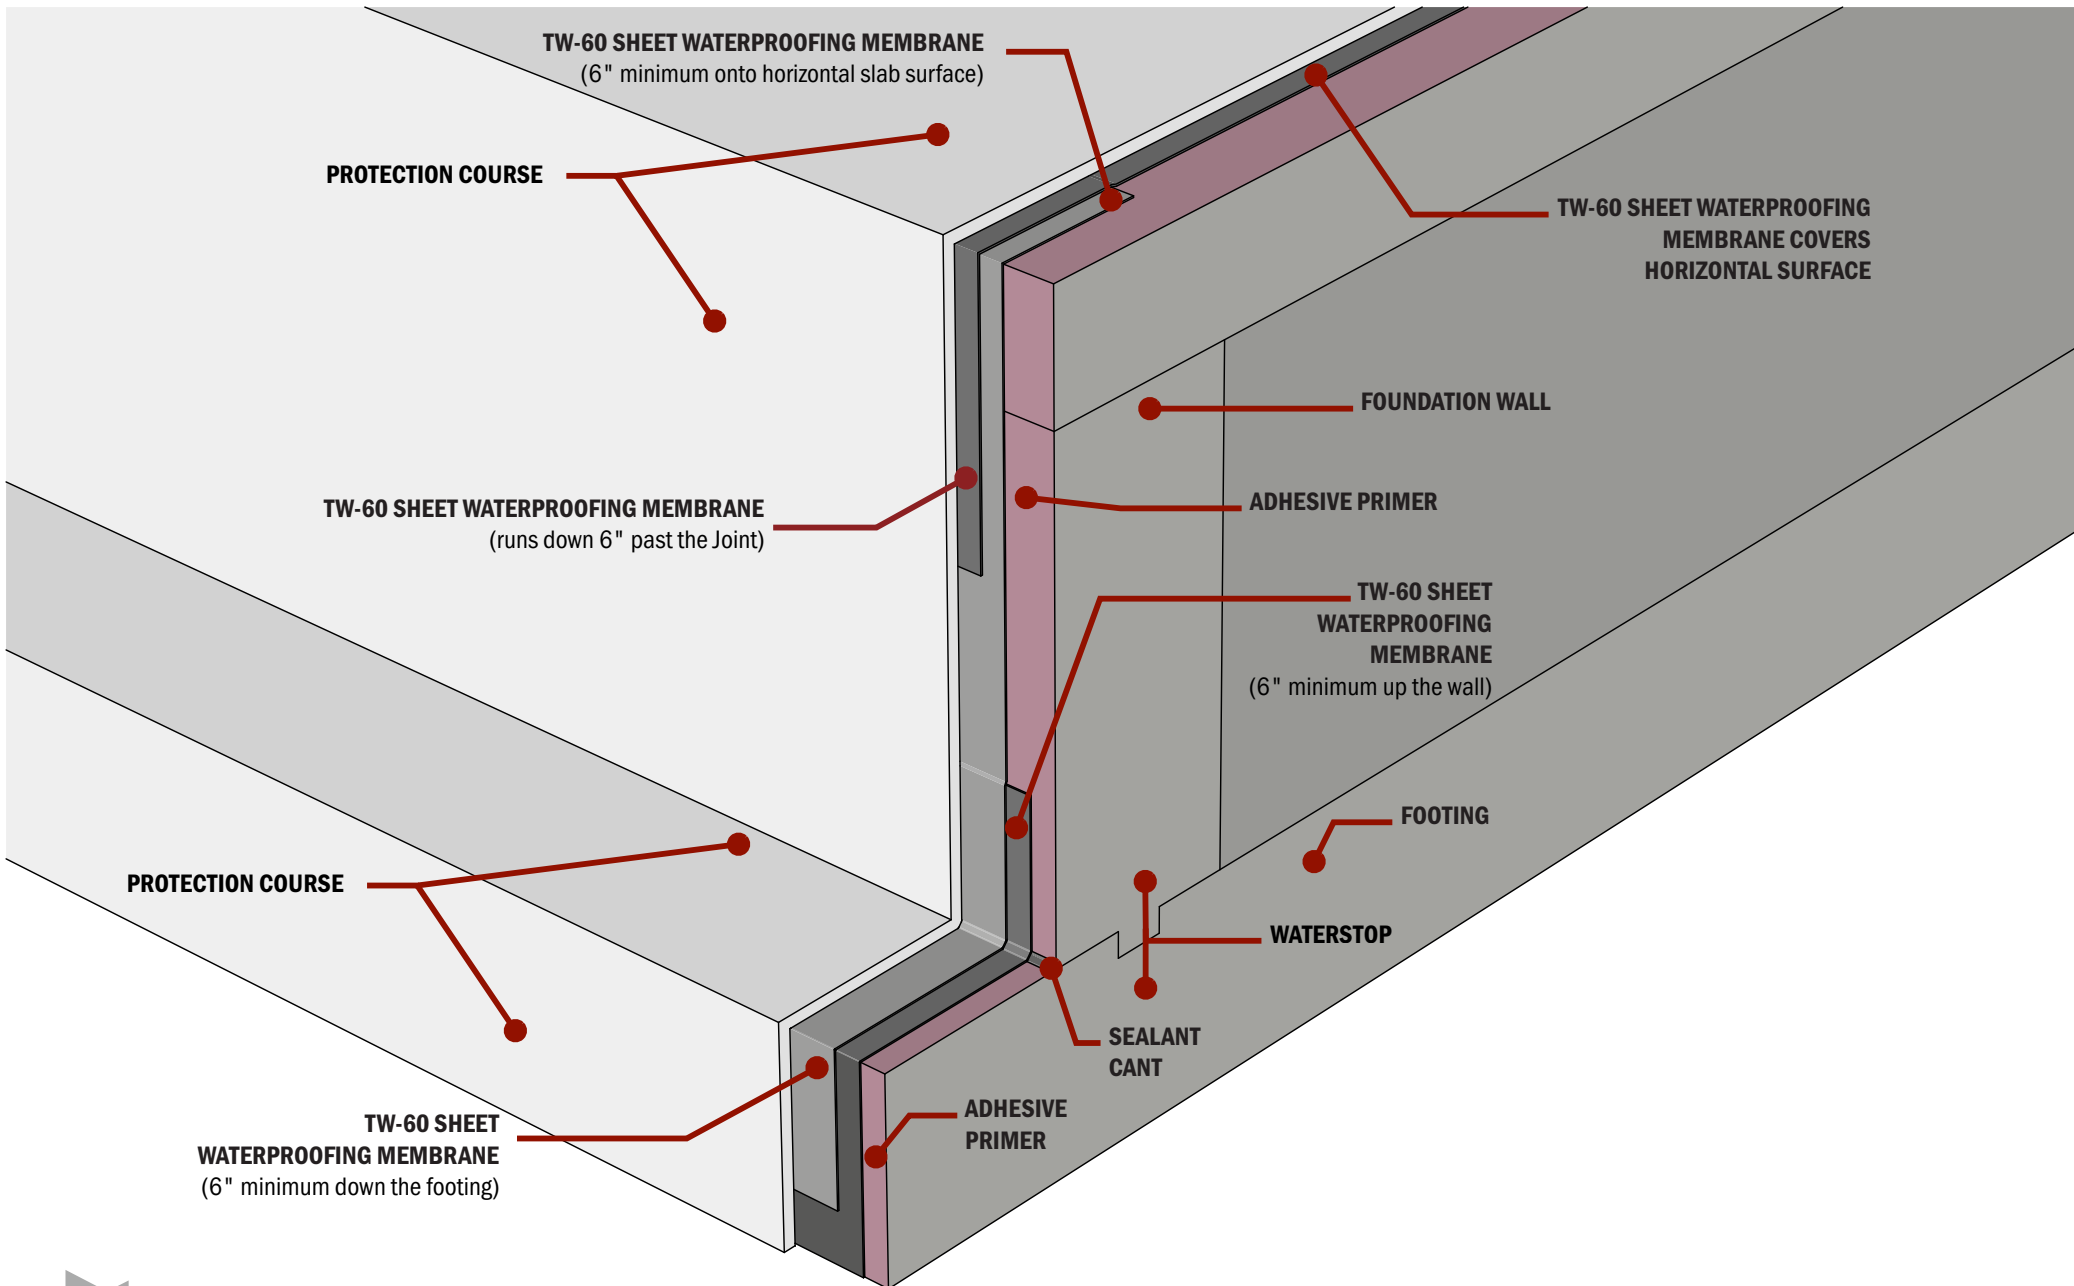 TW-60 SHEET WATERPROOFING MEMBRANE
(6" minimum onto horizontal slab surface)
PROTECTION COURSE
TW-60 SHEET WATERPROOFING
MEMBRANE COVERS
HORIZONTAL SURFACE
FOUNDATION WALL
ADHESIVE PRIMER
TW-60 SHEET WATERPROOFING MEMBRANE
(runs down 6" past the Joint)
TW-60 SHEET
WATERPROOFING
MEMBRANE
(6" minimum up the wall)
FOOTING
PROTECTION COURSE
WATERSTOP
SEALANT
CANT
ADHESIVE
PRIMER
TW-60 SHEET
WATERPROOFING MEMBRANE
(6" minimum down the footing)